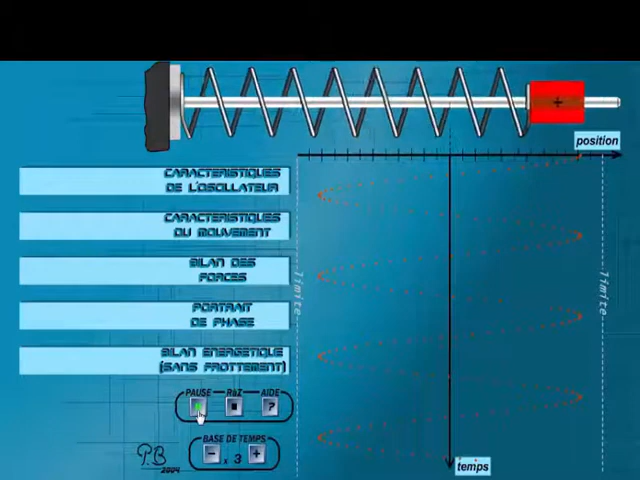 position
CARACTERISTIQUES
DE L'OSCILLATEUR
CARACTERISTIQUES
DU MOUVEMENT
BILAN DES
FORCES
limite
limite
PORTRAIT
DE PHASE
BILAN ENERGETIQUE
(SANS FROTTEMENT)
PAUSE RàZ AIDE
?
BASE DE TEMPS
- x 3 +
P.B
2004
temps